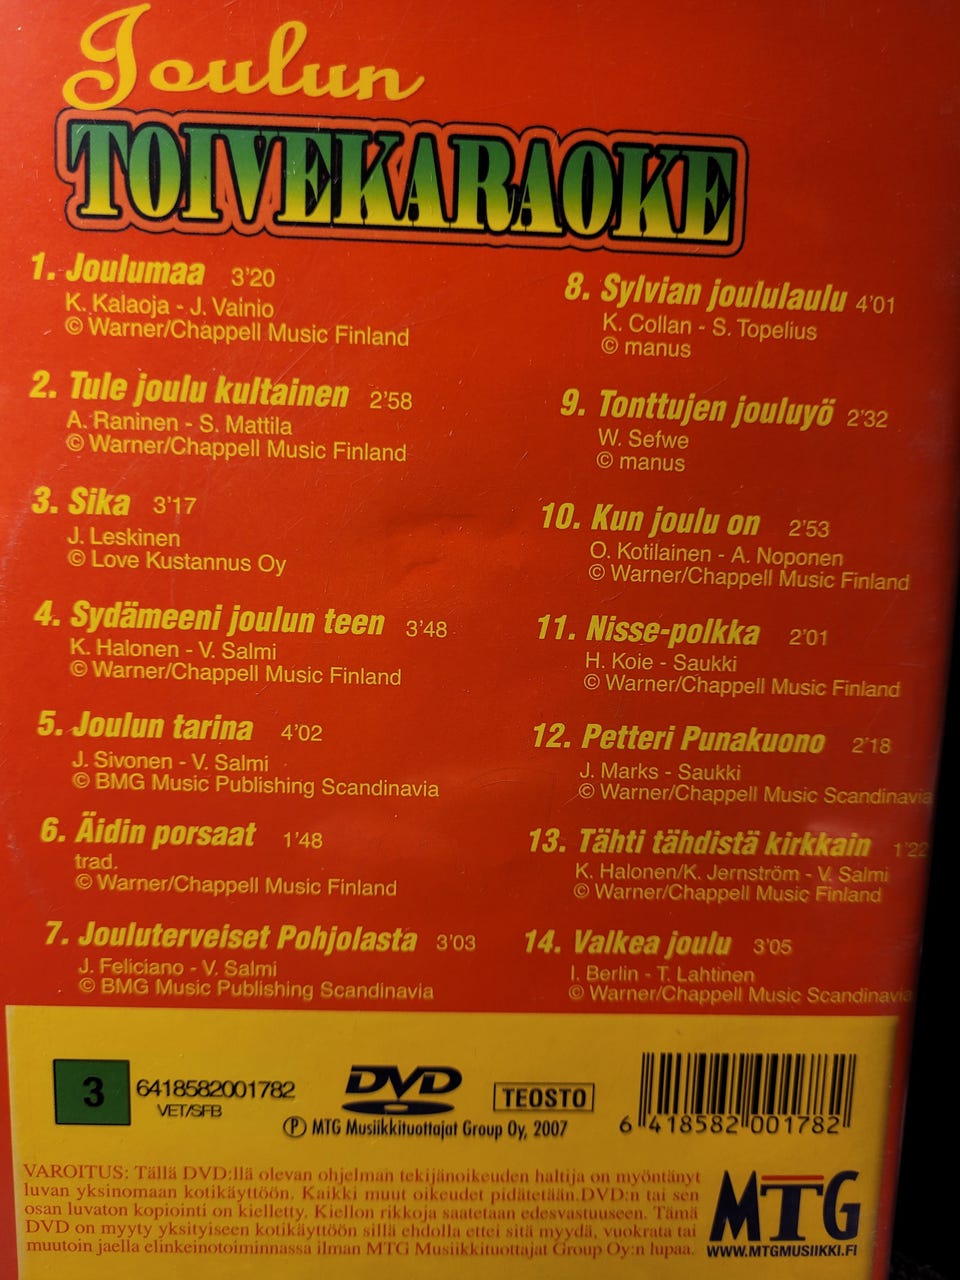 Joulun
TOIVEKARAOKE
1. Joulumaa 3'20
K. Kalaoja - J. Vainio
© Warner/Chappell Music Finland
2. Tule joulu kultainen 2'58
A. Raninen - S. Mattila
© Warner/Chappell Music Finland
3. Sika 3'17
J. Leskinen
© Love Kustannus Oy
4. Sydämeeni joulun teen 3'48
K. Halonen - V. Salmi
© Warner/Chappell Music Finland
5. Joulun tarina 4'02
J. Sivonen - V. Salmi
© BMG Music Publishing Scandinavia
6. Äidin porsaat 1'48
trad.
© Warner/Chappell Music Finland
7. Jouluterveiset Pohjolasta 3'03
J. Feliciano - V. Salmi
© BMG Music Publishing Scandinavia
8. Sylvian joululaulu 4'01
K. Collan - S. Topelius
© manus
9. Tonttujen jouluyö 2'32
W. Sefwe
© manus
10. Kun joulu on 2'53
O. Kotilainen - A. Noponen
© Warner/Chappell Music Finland
11. Nisse-polkka 2'01
H. Koie - Saukki
© Warner/Chappell Music Finland
12. Petteri Punakuono 2'18
J. Marks - Saukki
© Warner/Chappell Music Scandinavia
13. Tähti tähdistä kirkkain 1'22
K. Halonen/K. Jernström - V. Salmi
© Warner/Chappell Music Finland
14. Valkea joulu 3'05
I. Berlin - T. Lahtinen
© Warner/Chappell Music Scandinavia
3
6418582001782
VET/SFB
DVD
TEOSTO
℗ MTG Musiikkituottajat Group Oy, 2007
6 418582 001782
VAROITUS: Tällä DVD:llä olevan ohjelman tekijänoikeuden haltija on myöntänyt
luvan yksinomaan kotikäyttöön. Kaikki muut oikeudet pidätetään.DVD:n tai sen
osan luvaton kopiointi on kielletty. Kiellon rikkoja saatetaan edesvastuuseen. Tämä
DVD on myyty yksityiseen kotikäyttöön sillä ehdolla ettei sitä myydä, vuokrata tai
muutoin jaella elinkeinotoiminnassa ilman MTG Musiikkituottajat Group Oy:n lupaa.
MTG
WWW.MTGMUSIIKKI.FI